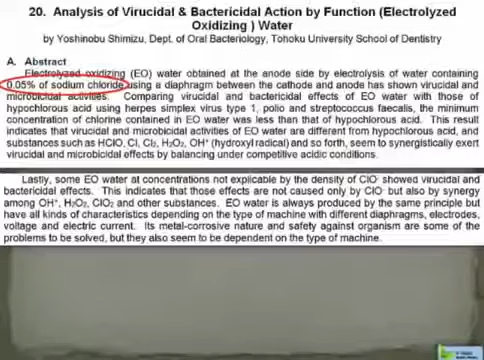 20. Analysis of Virucidal & Bactericidal Action by Function (Electrolyzed
Oxidizing ) Water
by Yoshinobu Shimizu, Dept. of Oral Bacteriology, Tohoku University School of Dentistry
A. Abstract
Electrolyzed oxidizing (EO) water obtained at the anode side by electrolysis of water containing
0.05% of sodium chloride using a diaphragm between the cathode and anode has shown virucidal and
microbicidal activities. Comparing virucidal and bactericidal effects of EO water with those of
hypochlorous acid using herpes simplex virus type 1, polio and streptococcus faecalis, the minimum
concentration of chlorine contained in EO water was less than that of hypochlorous acid. This result
indicates that virucidal and microbicidal activities of EO water are different from hypochlorous acid, and
substances such as HClO, Cl, Cl₂, H₂O₂, OH* (hydroxyl radical) and so forth, seem to synergistically exert
virucidal and microbicidal effects by balancing under competitive acidic conditions.
Lastly, some EO water at concentrations not explicable by the density of ClO⁻ showed virucidal and
bactericidal effects. This indicates that those effects are not caused only by ClO⁻ but also by synergy
among OH*, H₂O₂, ClO₂ and other substances. EO water is always produced by the same principle but
have all kinds of characteristics depending on the type of machine with different diaphragms, electrodes,
voltage and electric current. Its metal-corrosive nature and safety against organism are some of the
problems to be solved, but they also seem to be dependent on the type of machine.